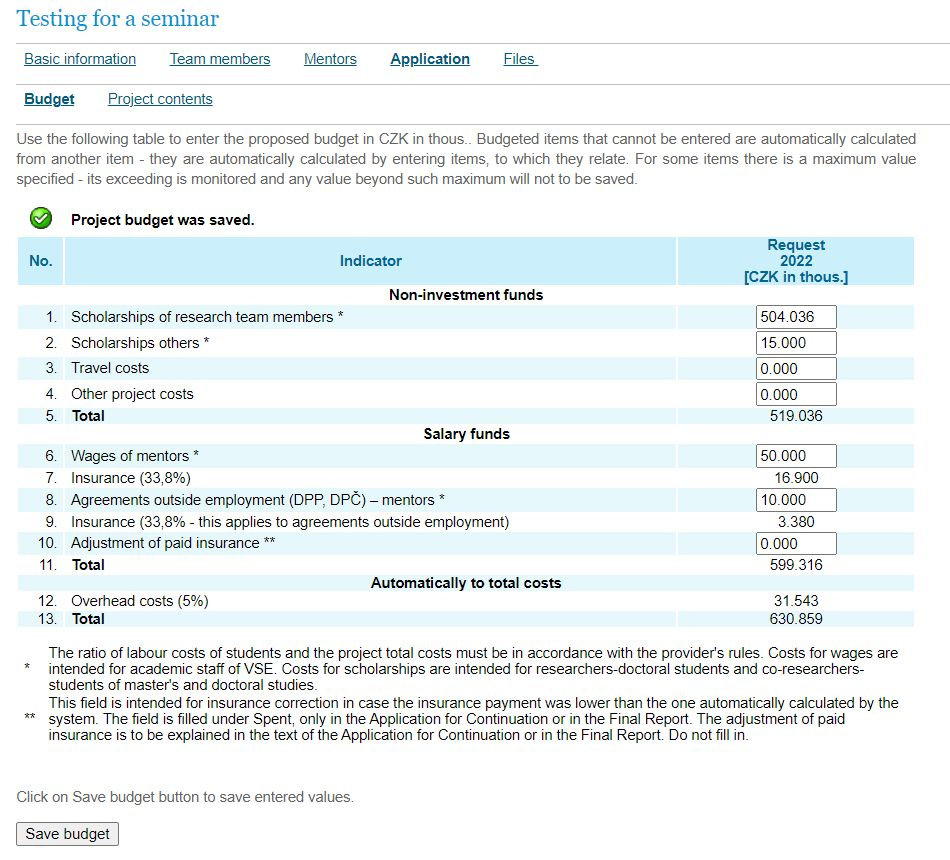 Testing for a seminar
Basic information Team members Mentors Application Files
Budget Project contents
Use the following table to enter the proposed budget in CZK in thous.. Budgeted items that cannot be entered are automatically calculated
from another item - they are automatically calculated by entering items, to which they relate. For some items there is a maximum value
specified - its exceeding is monitored and any value beyond such maximum will not to be saved.
Project budget was saved.
No. Indicator Request
2022
[CZK in thous.]
Non-investment funds
1. Scholarships of research team members * 504.036
2. Scholarships others * 15.000
3. Travel costs 0.000
4. Other project costs 0.000
5. Total 519.036
Salary funds
6. Wages of mentors * 50.000
7. Insurance (33,8%) 16.900
8. Agreements outside employment (DPP, DPČ) – mentors * 10.000
9. Insurance (33,8% - this applies to agreements outside employment) 3.380
10. Adjustment of paid insurance ** 0.000
11. Total 599.316
Automatically to total costs
12. Overhead costs (5%) 31.543
13. Total 630.859
The ratio of labour costs of students and the project total costs must be in accordance with the provider's rules. Costs for wages are
* intended for academic staff of VSE. Costs for scholarships are intended for researchers-doctoral students and co-researchers-
students of master's and doctoral studies.
This field is intended for insurance correction in case the insurance payment was lower than the one automatically calculated by the
** system. The field is filled under Spent, only in the Application for Continuation or in the Final Report. The adjustment of paid
insurance is to be explained in the text of the Application for Continuation or in the Final Report. Do not fill in.
Click on Save budget button to save entered values.
Save budget